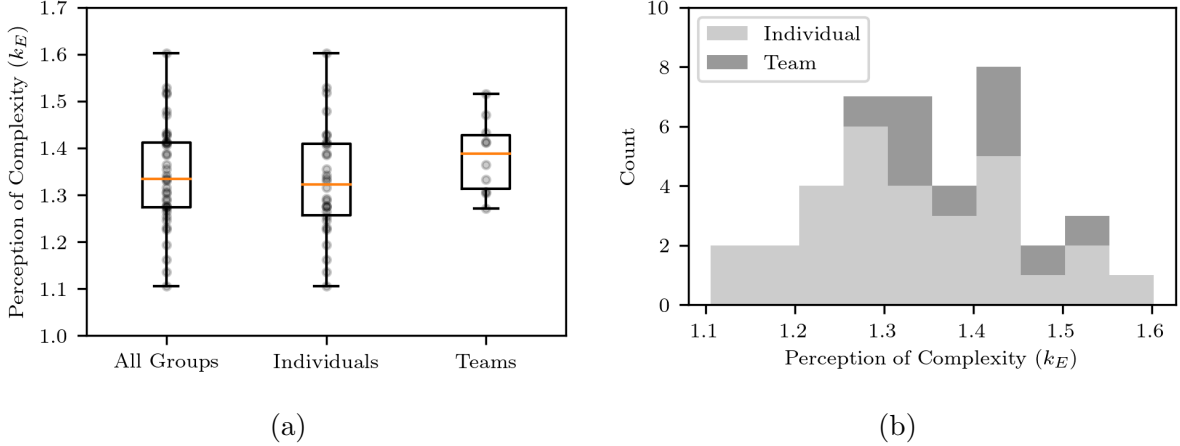 Perception of Complexity (k_E)
1.7
1.6
1.5
1.4
1.3
1.2
1.1
1.0
All Groups
Individuals
Teams
(a)
Count
10
8
6
4
2
0
Individual
Team
1.1
1.2
1.3
1.4
1.5
1.6
Perception of Complexity (k_E)
(b)